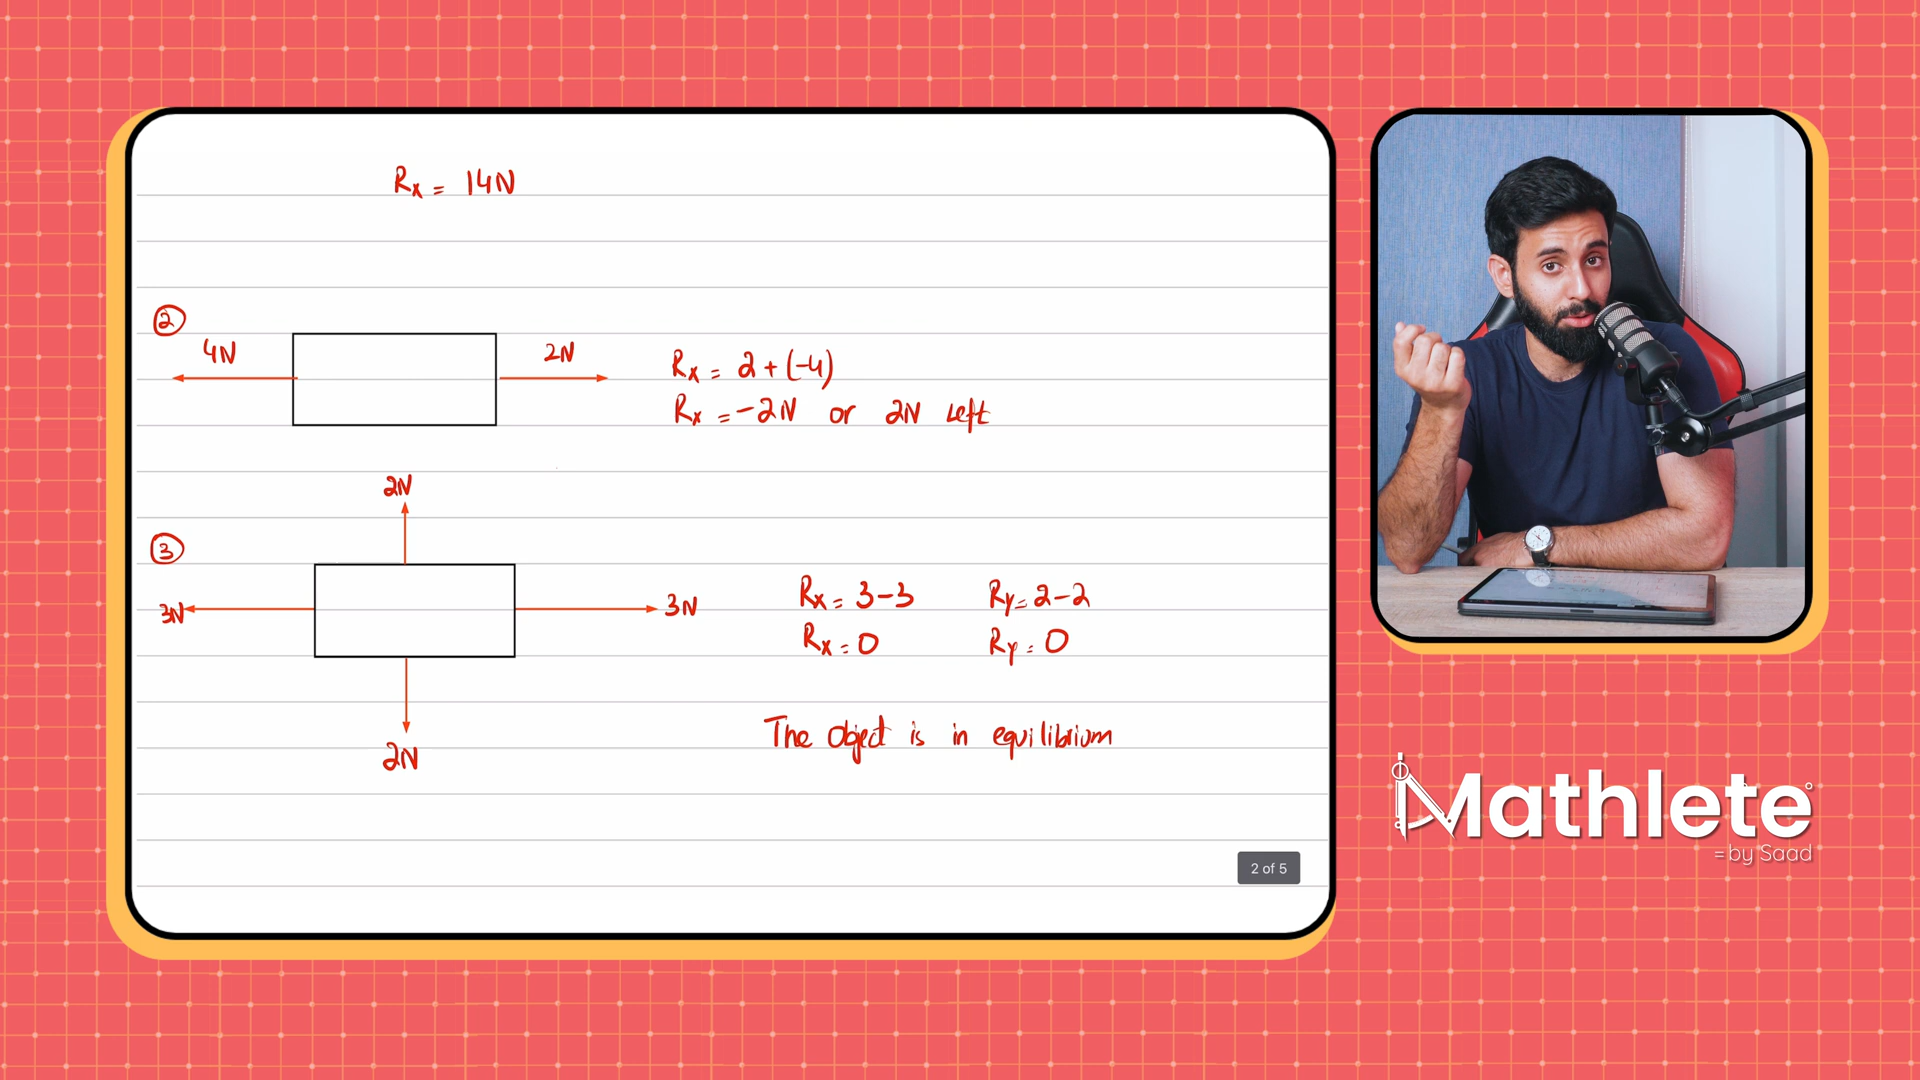 Rx = 14N
2
4N
2N
Rx = 2 + (-4)
Rx = -2N or 2N left
2N
3
3N
3N
Rx = 3-3
Ry = 2-2
Rx = 0
Ry = 0
2N
The object is in equilibrium
2 of 5
Mathlete
= by Saad